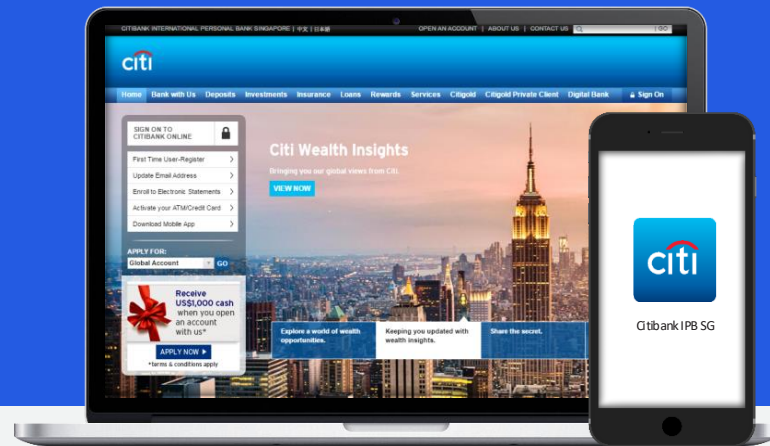 CITIBANK INTERNATIONAL PERSONAL BANK SINGAPORE | 中文 | 日本語
OPEN AN ACCOUNT | ABOUT US | CONTACT US
GO
citi
Home Bank with Us Deposits Investments Insurance Loans Rewards Services Citigold Citigold Private Client Digital Bank Sign On
SIGN ON TO
CITIBANK ONLINE
First Time User-Register
Update Email Address
Enroll to Electronic Statements
Activate your ATM/Credit Card
Download Mobile App
APPLY FOR:
Global Account GO
Receive
US$1,000 cash
when you open
an account
with us*
APPLY NOW
*terms & conditions apply
Citi Wealth Insights
Bringing you our global views from Citi.
VIEW NOW
Explore a world of wealth
opportunities.
Keeping you updated with
wealth insights.
Share the secret.
citi
Citibank IPB SG